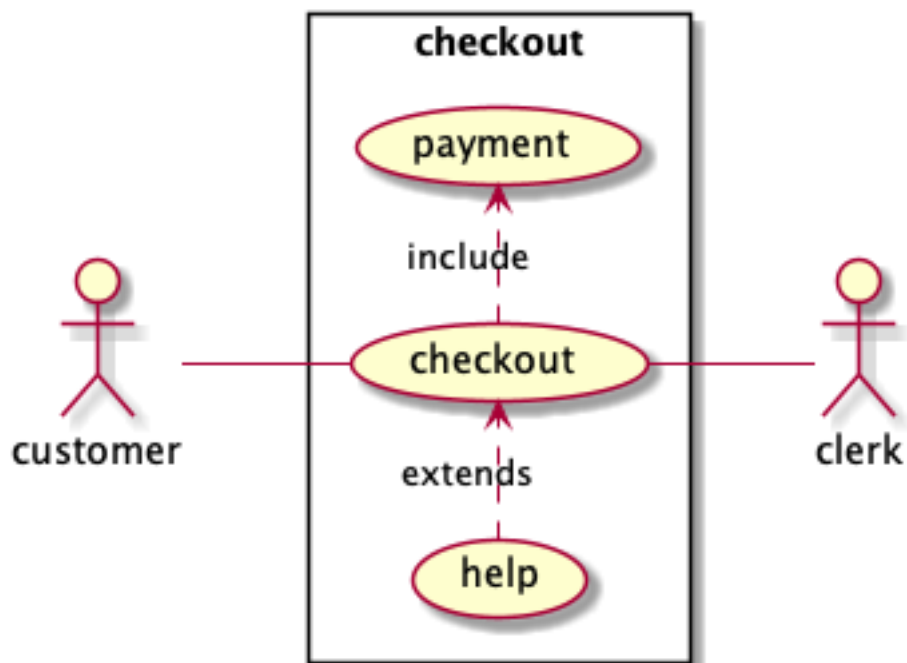 checkout
payment
include
checkout
customer
clerk
extends
help